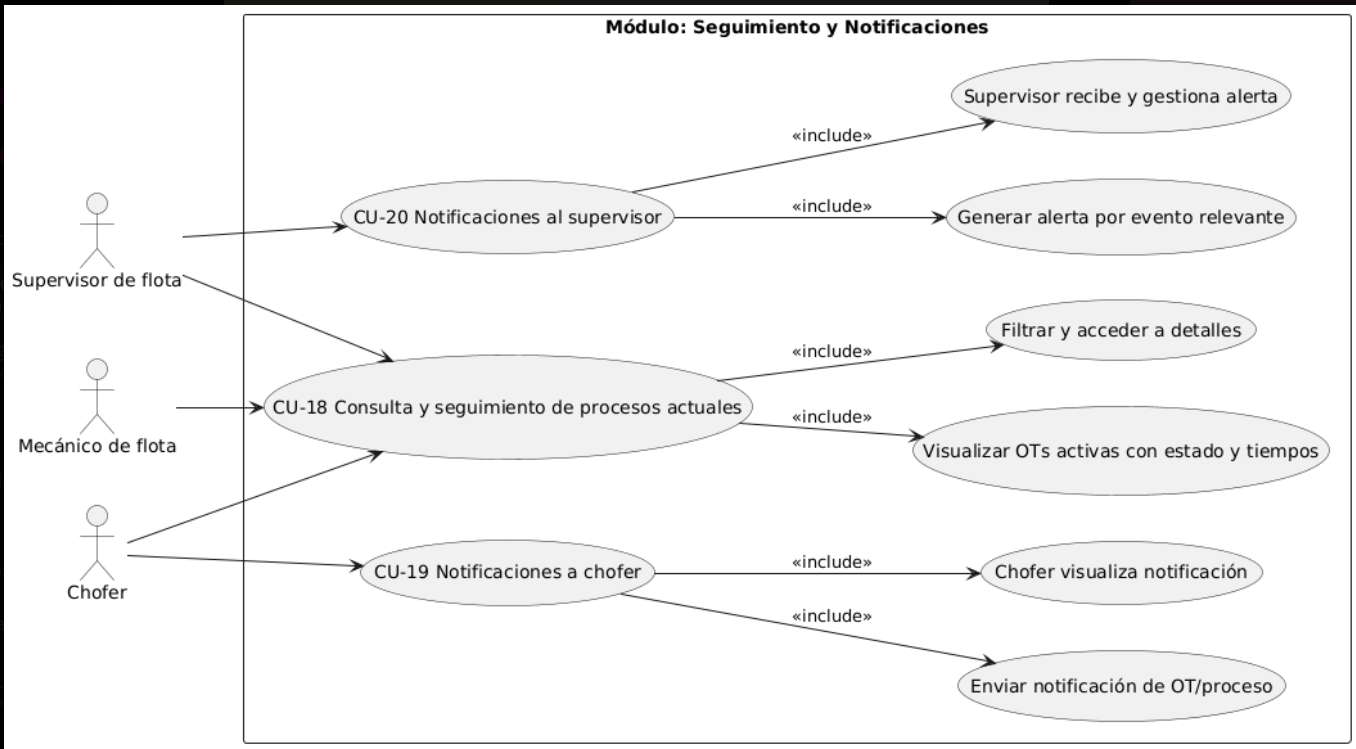 Módulo: Seguimiento y Notificaciones
Supervisor recibe y gestiona alerta
«include»
CU-20 Notificaciones al supervisor
«include»
Generar alerta por evento relevante
Supervisor de flota
Filtrar y acceder a detalles
«include»
CU-18 Consulta y seguimiento de procesos actuales
«include»
Visualizar OTs activas con estado y tiempos
Mecánico de flota
CU-19 Notificaciones a chofer
«include»
Chofer visualiza notificación
Chofer
«include»
Enviar notificación de OT/proceso